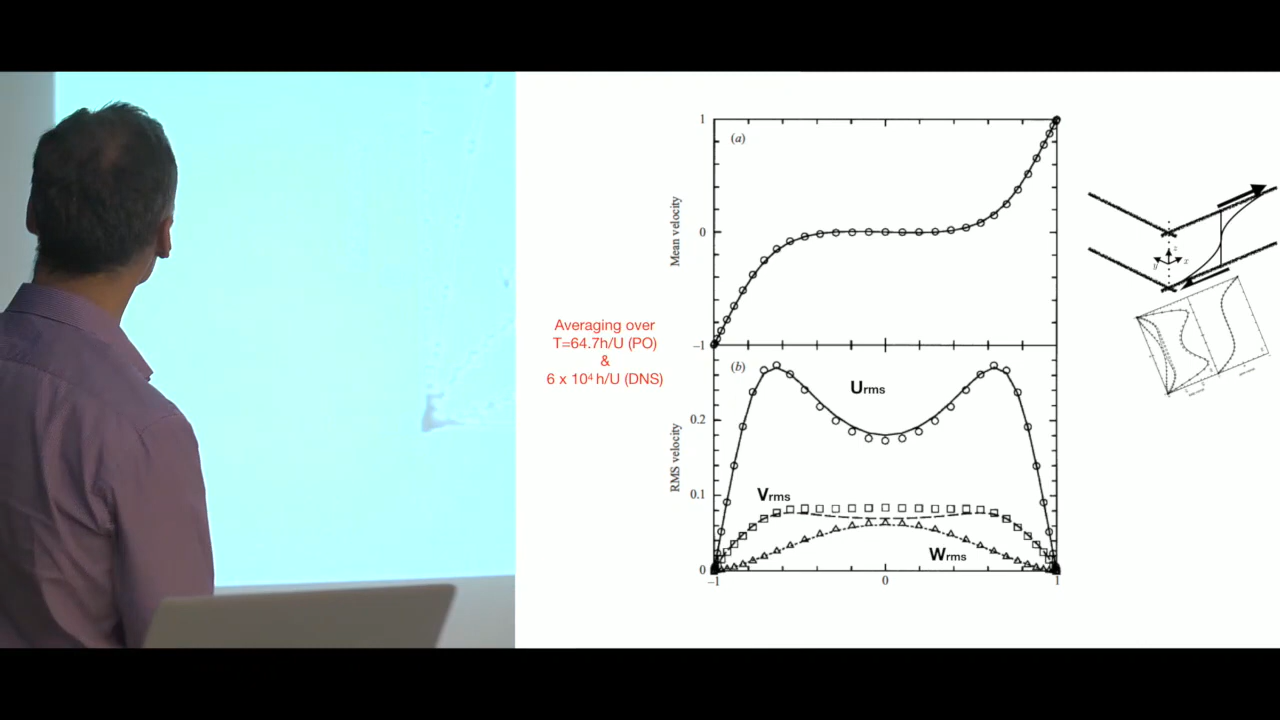 Averaging over
T=64.7h/U (PO)
&
6 x 10⁴ h/U (DNS)
1
(a)
Mean velocity
0
−1
(b)
Urms
0.2
RMS velocity
Vrms
0.1
Wrms
0
−1
0
1
z
y
x